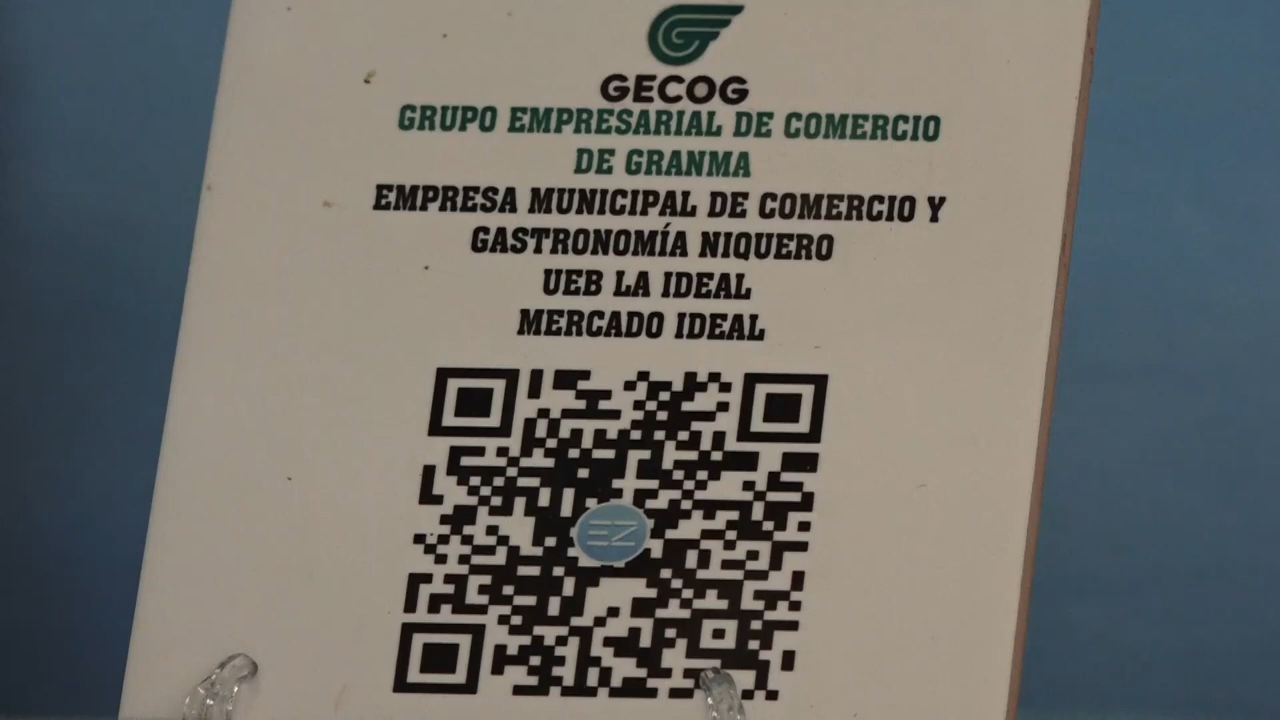 GECOG
GRUPO EMPRESARIAL DE COMERCIO
DE GRANMA
EMPRESA MUNICIPAL DE COMERCIO Y
GASTRONOMÍA NIQUERO
UEB LA IDEAL
MERCADO IDEAL
EZ